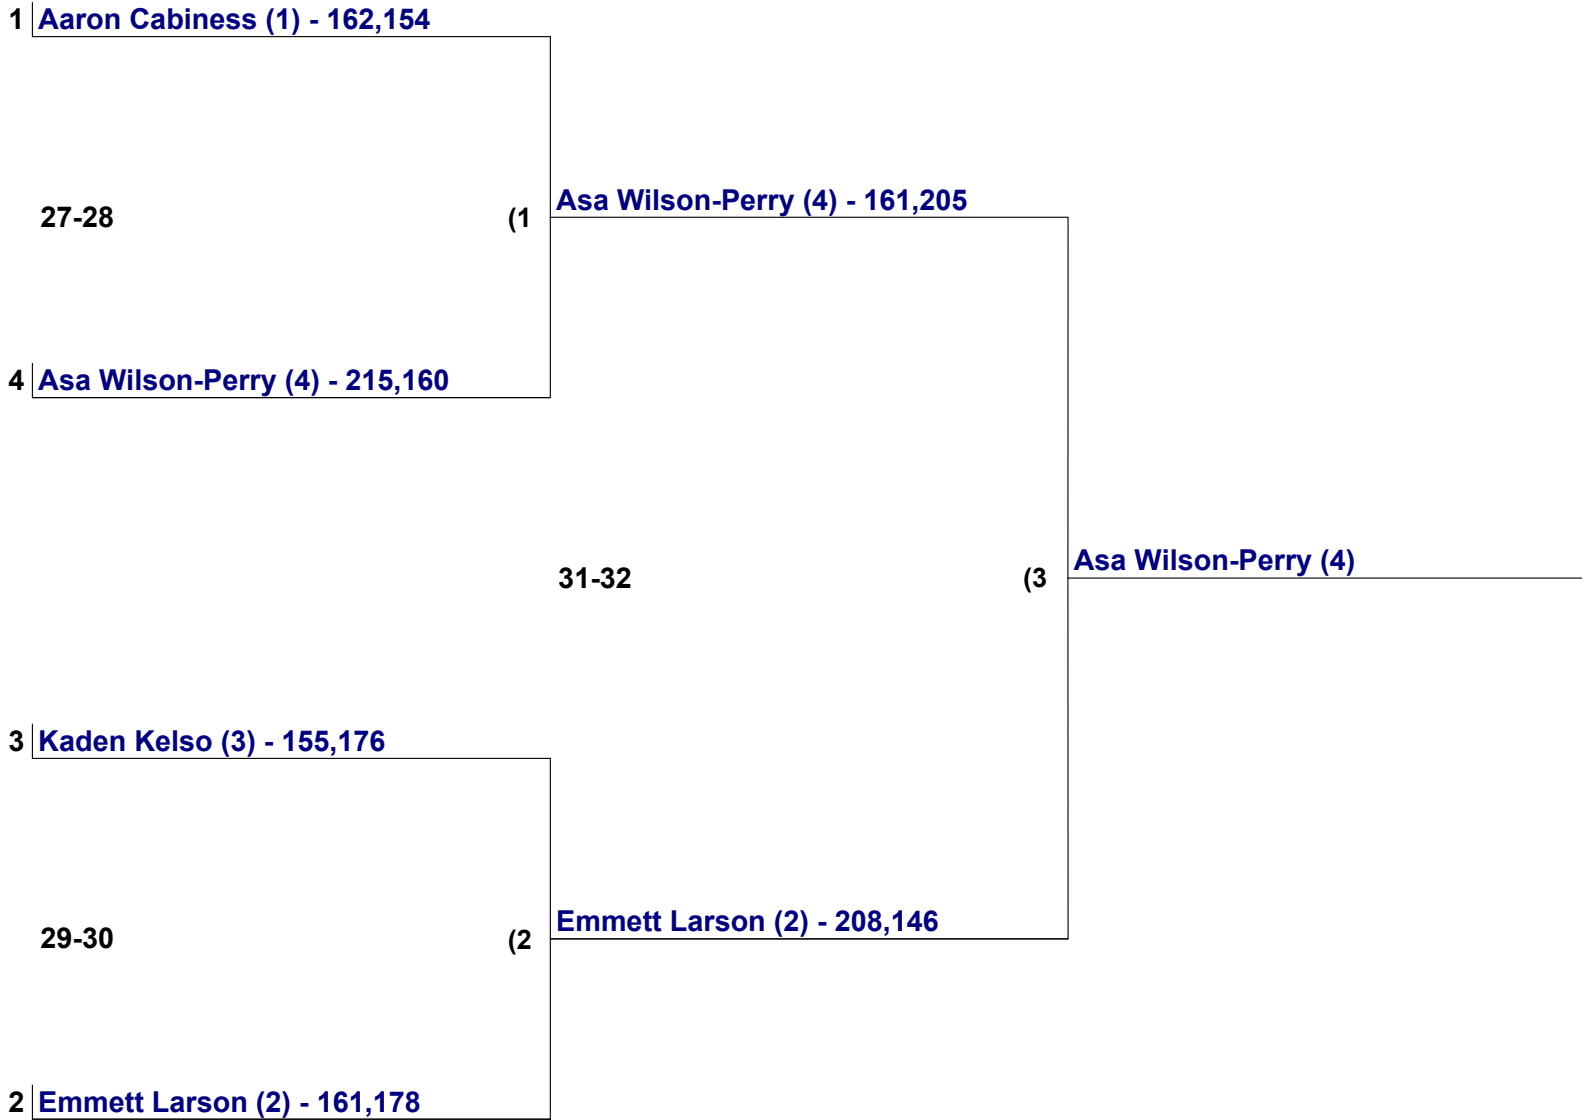 1 Aaron Cabiness (1) - 162,154
Asa Wilson-Perry (4) - 161,205
27-28 (1
4 Asa Wilson-Perry (4) - 215,160
Asa Wilson-Perry (4)
31-32 (3
3 Kaden Kelso (3) - 155,176
Emmett Larson (2) - 208,146
29-30 (2
2 Emmett Larson (2) - 161,178